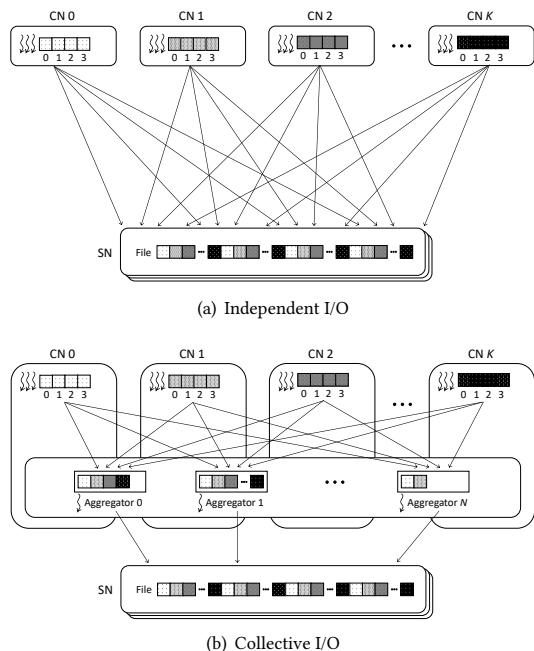 CN 0 CN 1 CN 2 CN K
0 1 2 3 0 1 2 3 0 1 2 3 0 1 2 3
SN File
(a) Independent I/O
CN 0 CN 1 CN 2 CN K
0 1 2 3 0 1 2 3 0 1 2 3 0 1 2 3
Aggregator 0 Aggregator 1 Aggregator N
SN File
(b) Collective I/O